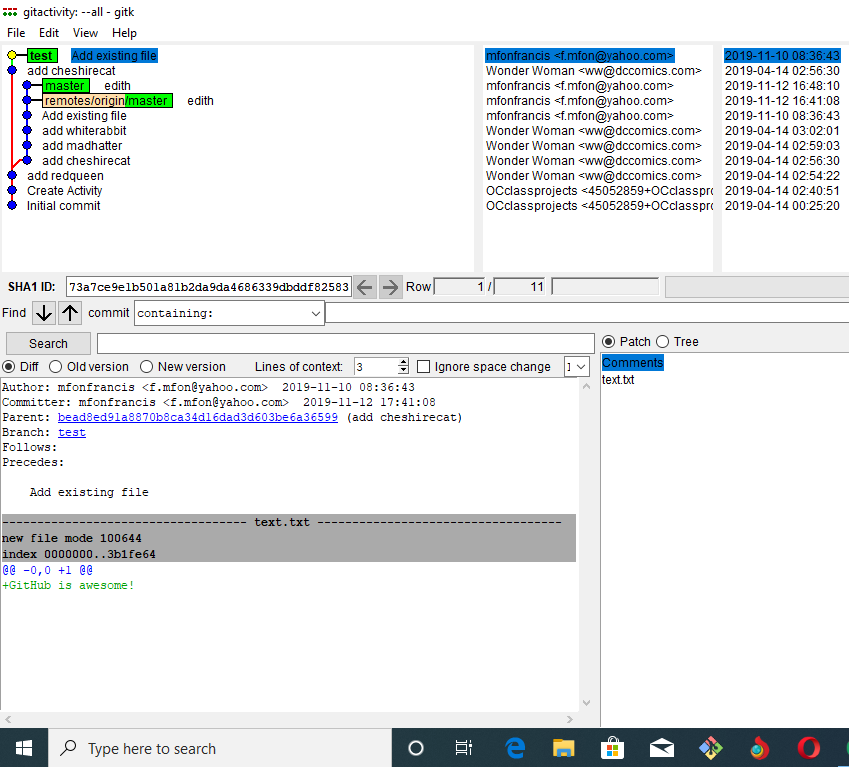 gitactivity: --all - gitk
File Edit View Help
test Add existing file mfonfrancis <f.mfon@yahoo.com> 2019-11-10 08:36:43
add cheshirecat Wonder Woman <ww@dccomics.com> 2019-04-14 02:56:30
master edith mfonfrancis <f.mfon@yahoo.com> 2019-11-12 16:48:10
remotes/origin/master edith mfonfrancis <f.mfon@yahoo.com> 2019-11-12 16:41:08
Add existing file mfonfrancis <f.mfon@yahoo.com> 2019-11-10 08:36:43
add whiterabbit Wonder Woman <ww@dccomics.com> 2019-04-14 03:02:01
add madhatter Wonder Woman <ww@dccomics.com> 2019-04-14 02:59:03
add cheshirecat Wonder Woman <ww@dccomics.com> 2019-04-14 02:56:30
add redqueen Wonder Woman <ww@dccomics.com> 2019-04-14 02:54:22
Create Activity OCclassprojects <45052859+OCclasspro 2019-04-14 02:40:51
Initial commit OCclassprojects <45052859+OCclasspro 2019-04-14 00:25:20
SHA1 ID: 73a7ce9e1b501a81b2da9da4686339dbddf82583 Row 1 / 11
Find commit containing:
Search Patch Tree
Diff Old version New version Lines of context: 3 Ignore space change
Comments
text.txt
Author: mfonfrancis <f.mfon@yahoo.com> 2019-11-10 08:36:43
Committer: mfonfrancis <f.mfon@yahoo.com> 2019-11-12 17:41:08
Parent: bead8ed91a8870b8ca34d16dad3d603be6a36599 (add cheshirecat)
Branch: test
Follows:
Precedes:
Add existing file
----------------------------------- text.txt -----------------------------------
new file mode 100644
index 0000000..3b1fe64
@@ -0,0 +1 @@
+GitHub is awesome!
Type here to search